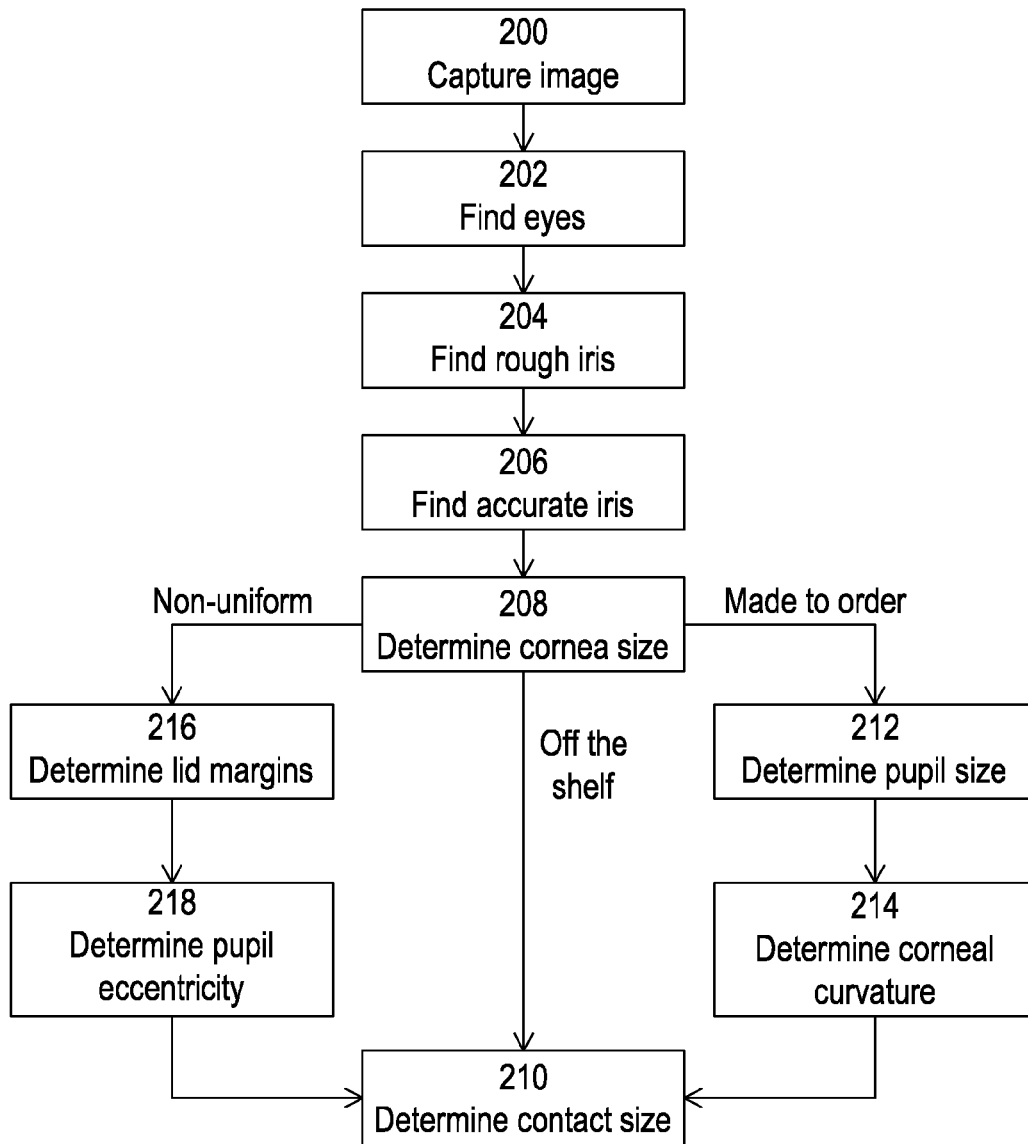 200
Capture image
202
Find eyes
204
Find rough iris
206
Find accurate iris
Non-uniform
208
Determine cornea size
Made to order
216
Determine lid margins
Off the
shelf
212
Determine pupil size
218
Determine pupil
eccentricity
214
Determine corneal
curvature
210
Determine contact size